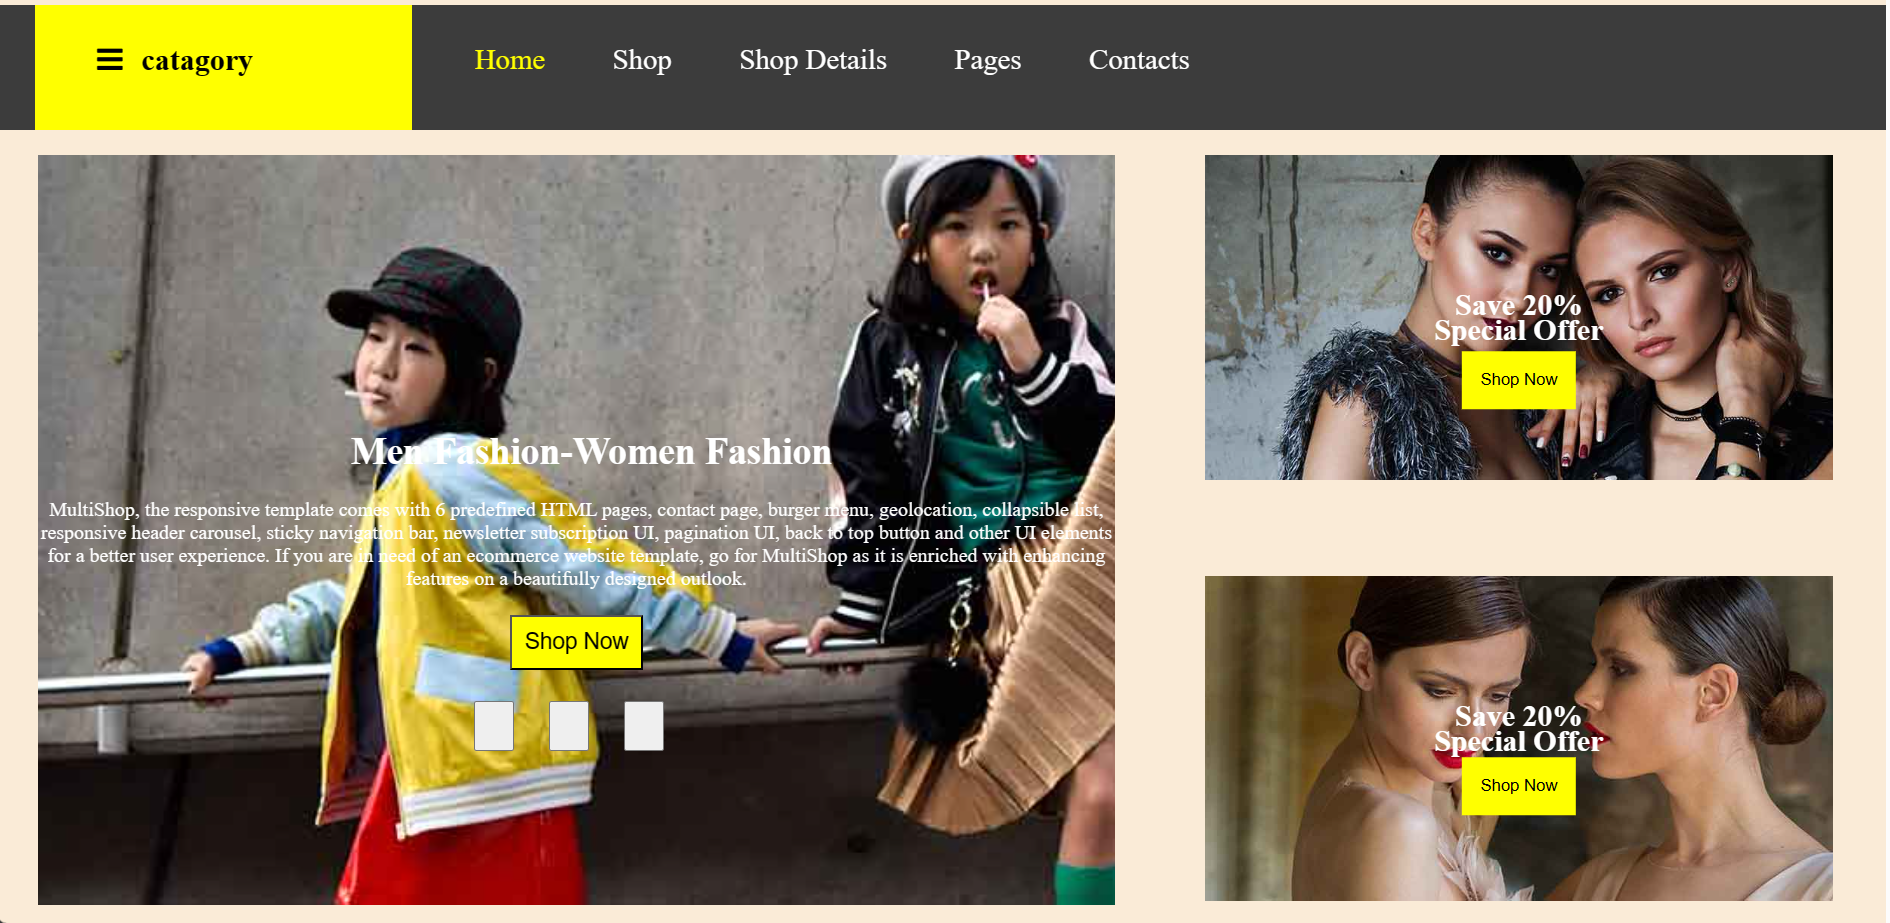 catagory
Home Shop Shop Details Pages Contacts
Men Fashion-Women Fashion
MultiShop, the responsive template comes with 6 predefined HTML pages, contact page, burger menu, geolocation, collapsible list,
responsive header carousel, sticky navigation bar, newsletter subscription UI, pagination UI, back to top button and other UI elements
for a better user experience. If you are in need of an ecommerce website template, go for MultiShop as it is enriched with enhancing
features on a beautifully designed outlook.
Shop Now
Save 20%
Special Offer
Shop Now
Save 20%
Special Offer
Shop Now